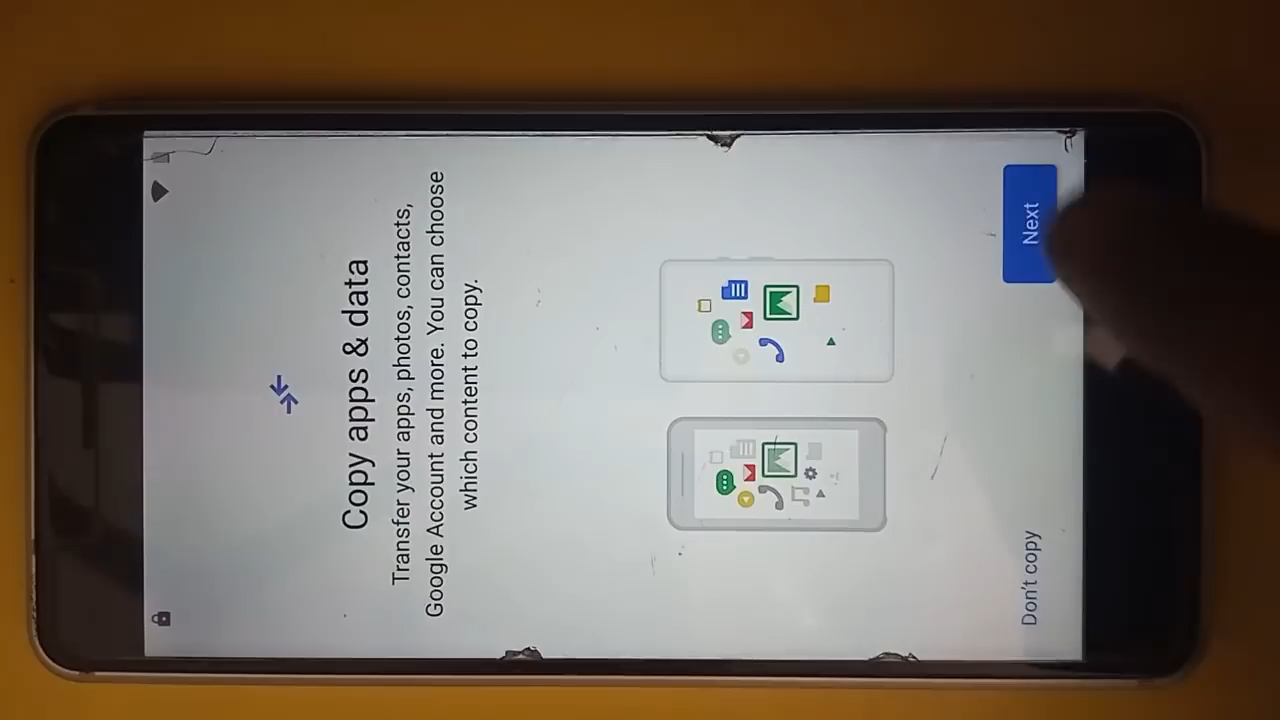 Copy apps & data
Transfer your apps, photos, contacts,
Google Account and more. You can choose
which content to copy.
Don't copy
Next